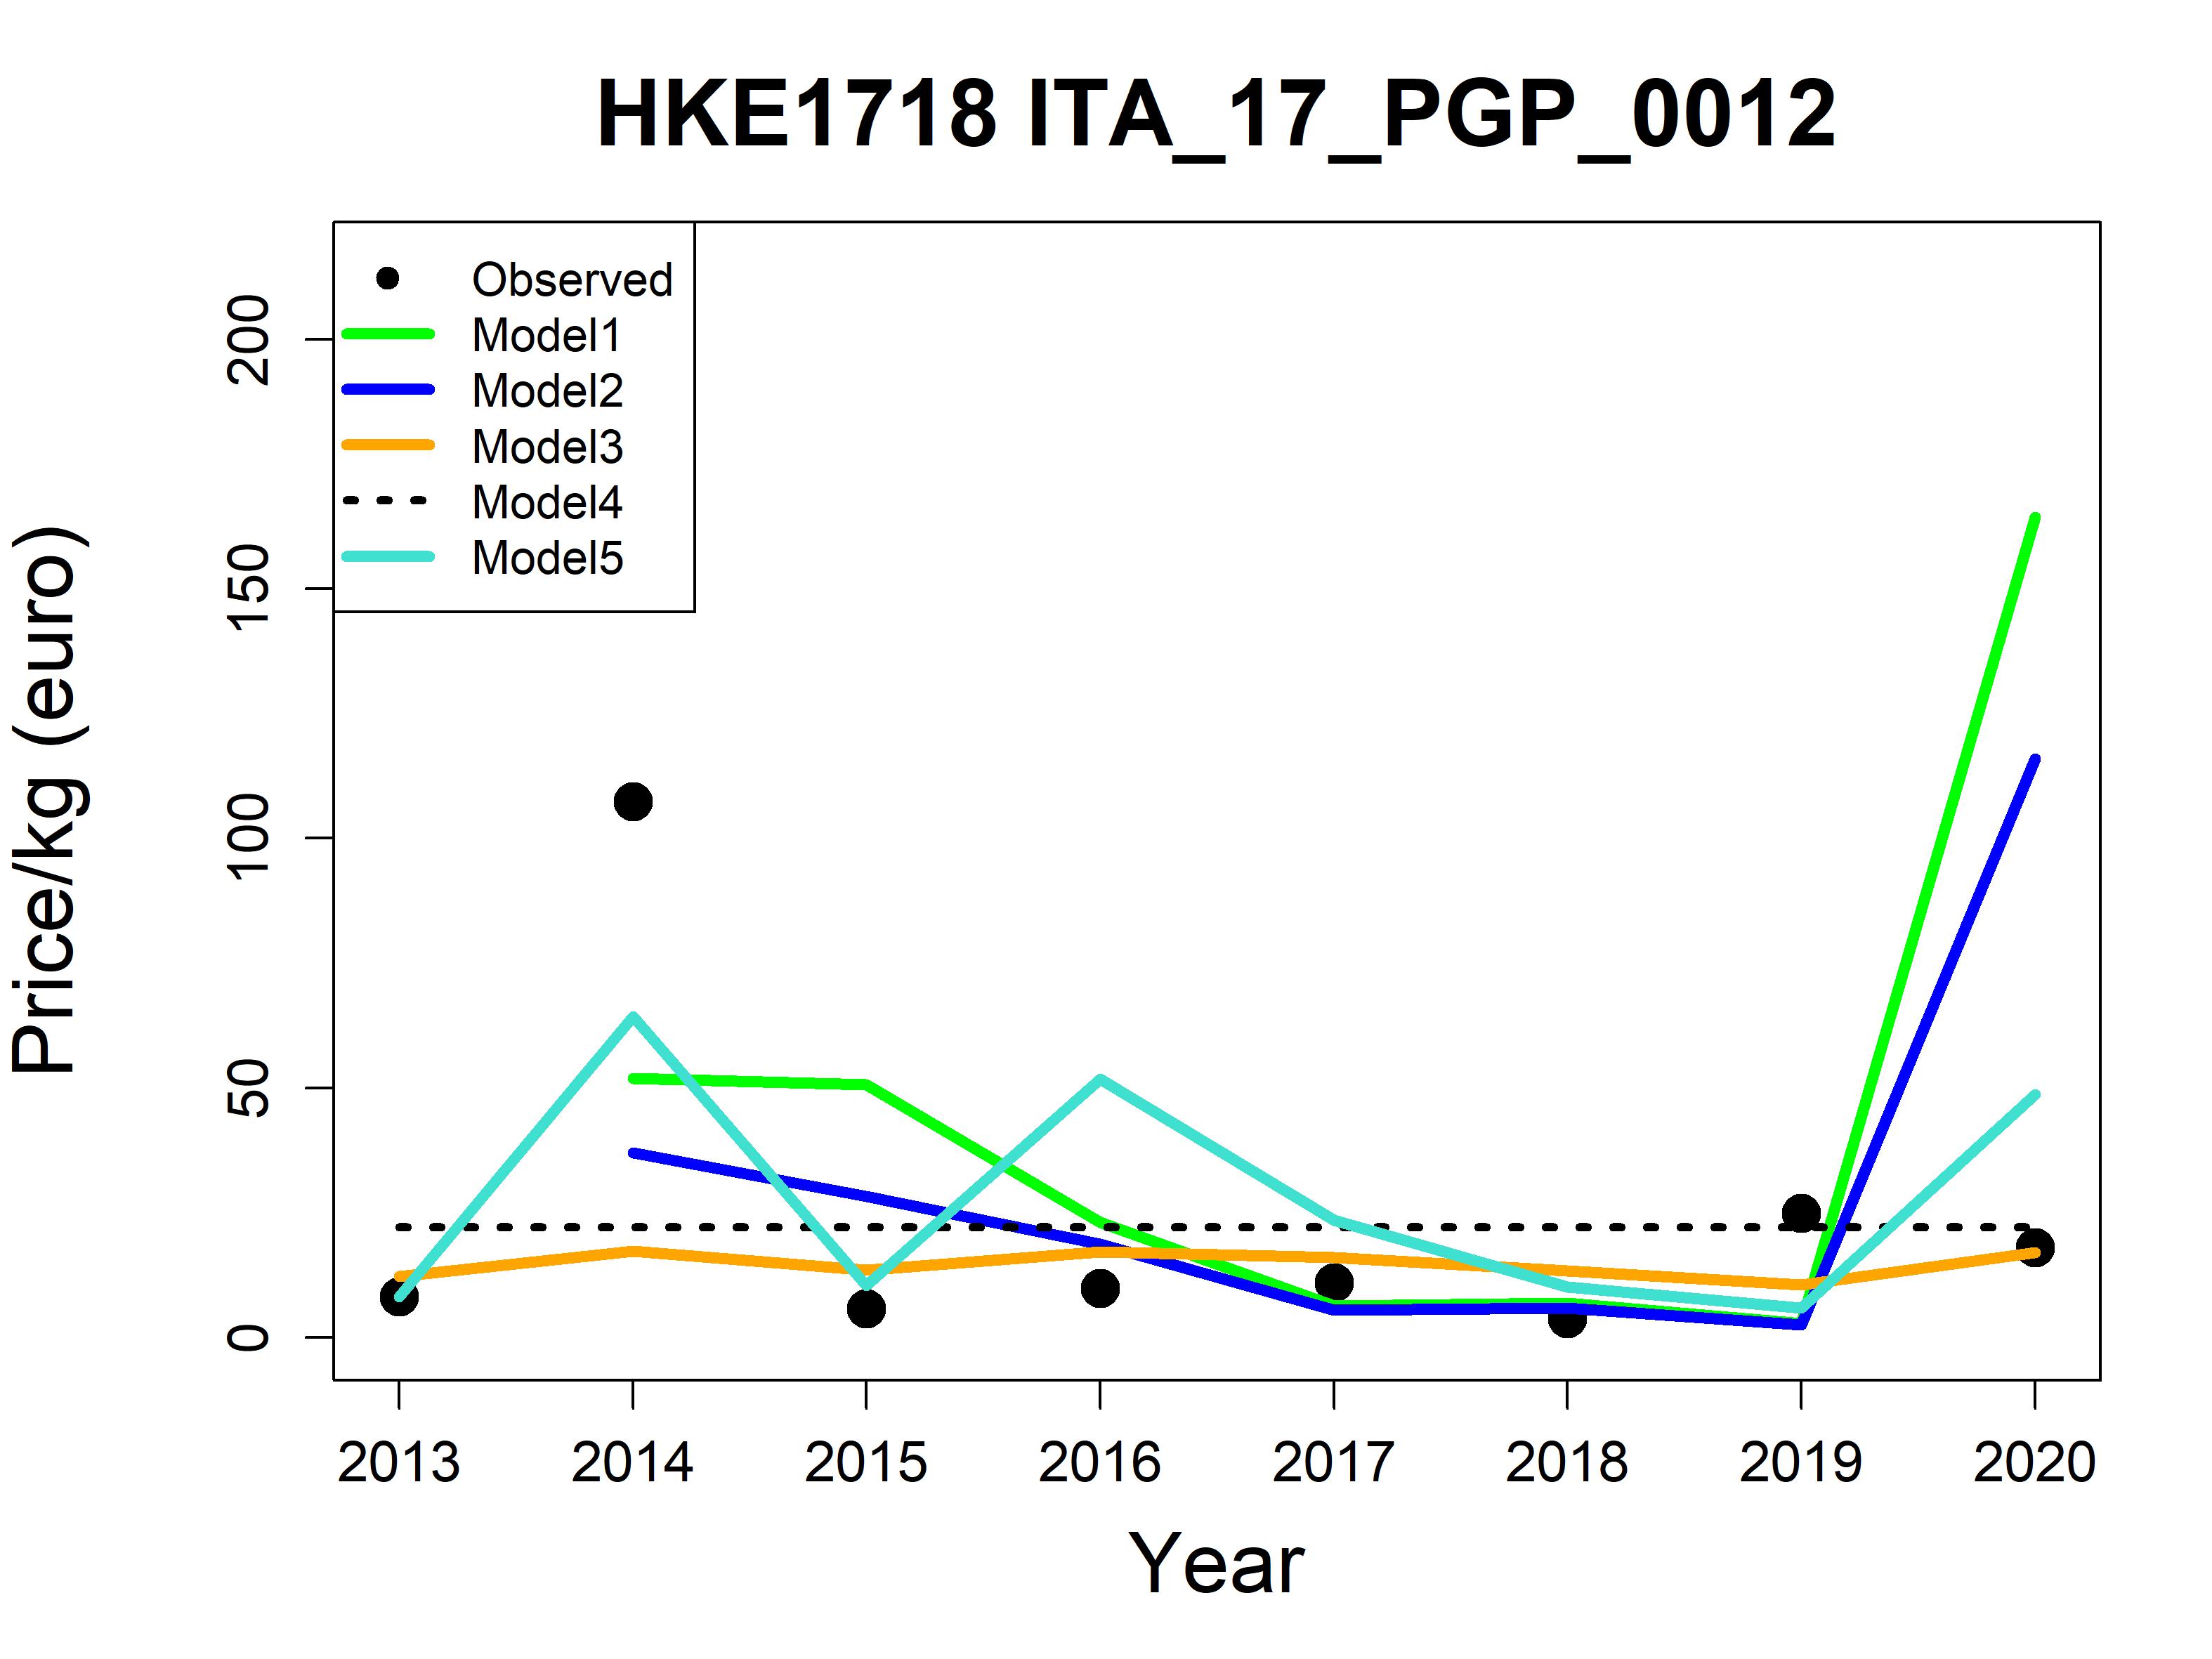 HKE1718 ITA_17_PGP_0012
Observed
Model1
Model2
Model3
Model4
Model5
Price/kg (euro)
200
150
100
50
0
2013 2014 2015 2016 2017 2018 2019 2020
Year